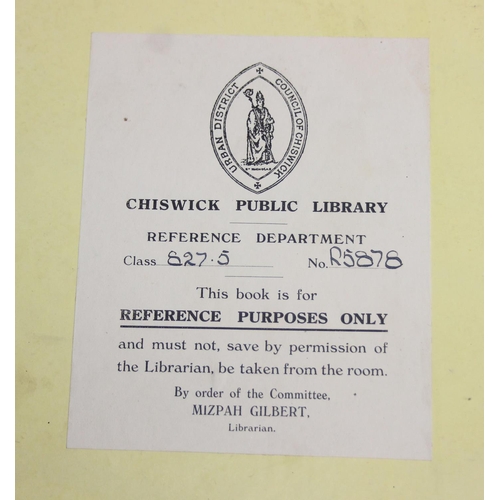 URBAN DISTRICT COUNCIL OF CHISWICK
ST NICHOLAS
CHISWICK PUBLIC LIBRARY
REFERENCE DEPARTMENT
Class 827.5 No. R5878
This book is for
REFERENCE PURPOSES ONLY
and must not, save by permission of
the Librarian, be taken from the room.
By order of the Committee,
MIZPAH GILBERT,
Librarian.